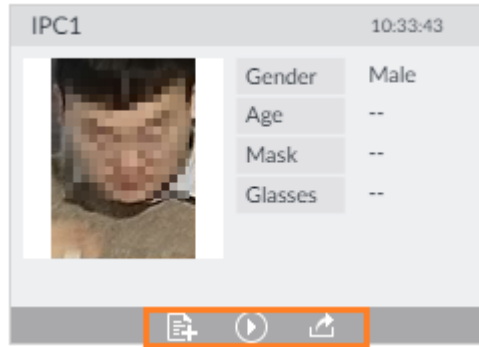 IPC1 10:33:43
Gender Male
Age --
Mask --
Glasses --